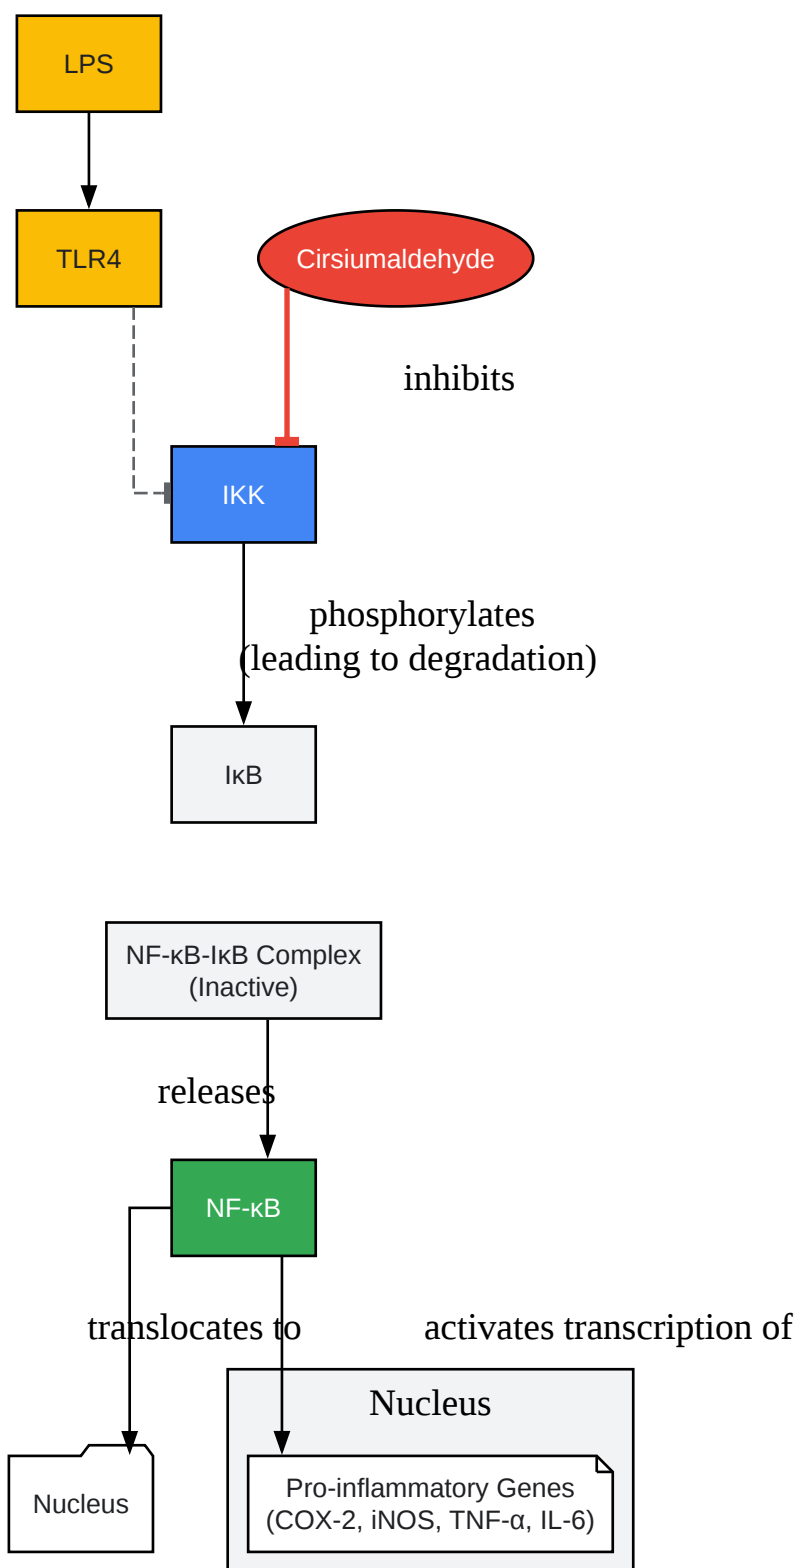 LPS
TLR4
Cirsiumaldehyde
inhibits
IKK
phosphorylates
(leading to degradation)
IκB
NF-κB-IκB Complex
(Inactive)
releases
NF-κB
translocates to
activates transcription of
Nucleus
Nucleus
Pro-inflammatory Genes
(COX-2, iNOS, TNF-α, IL-6)